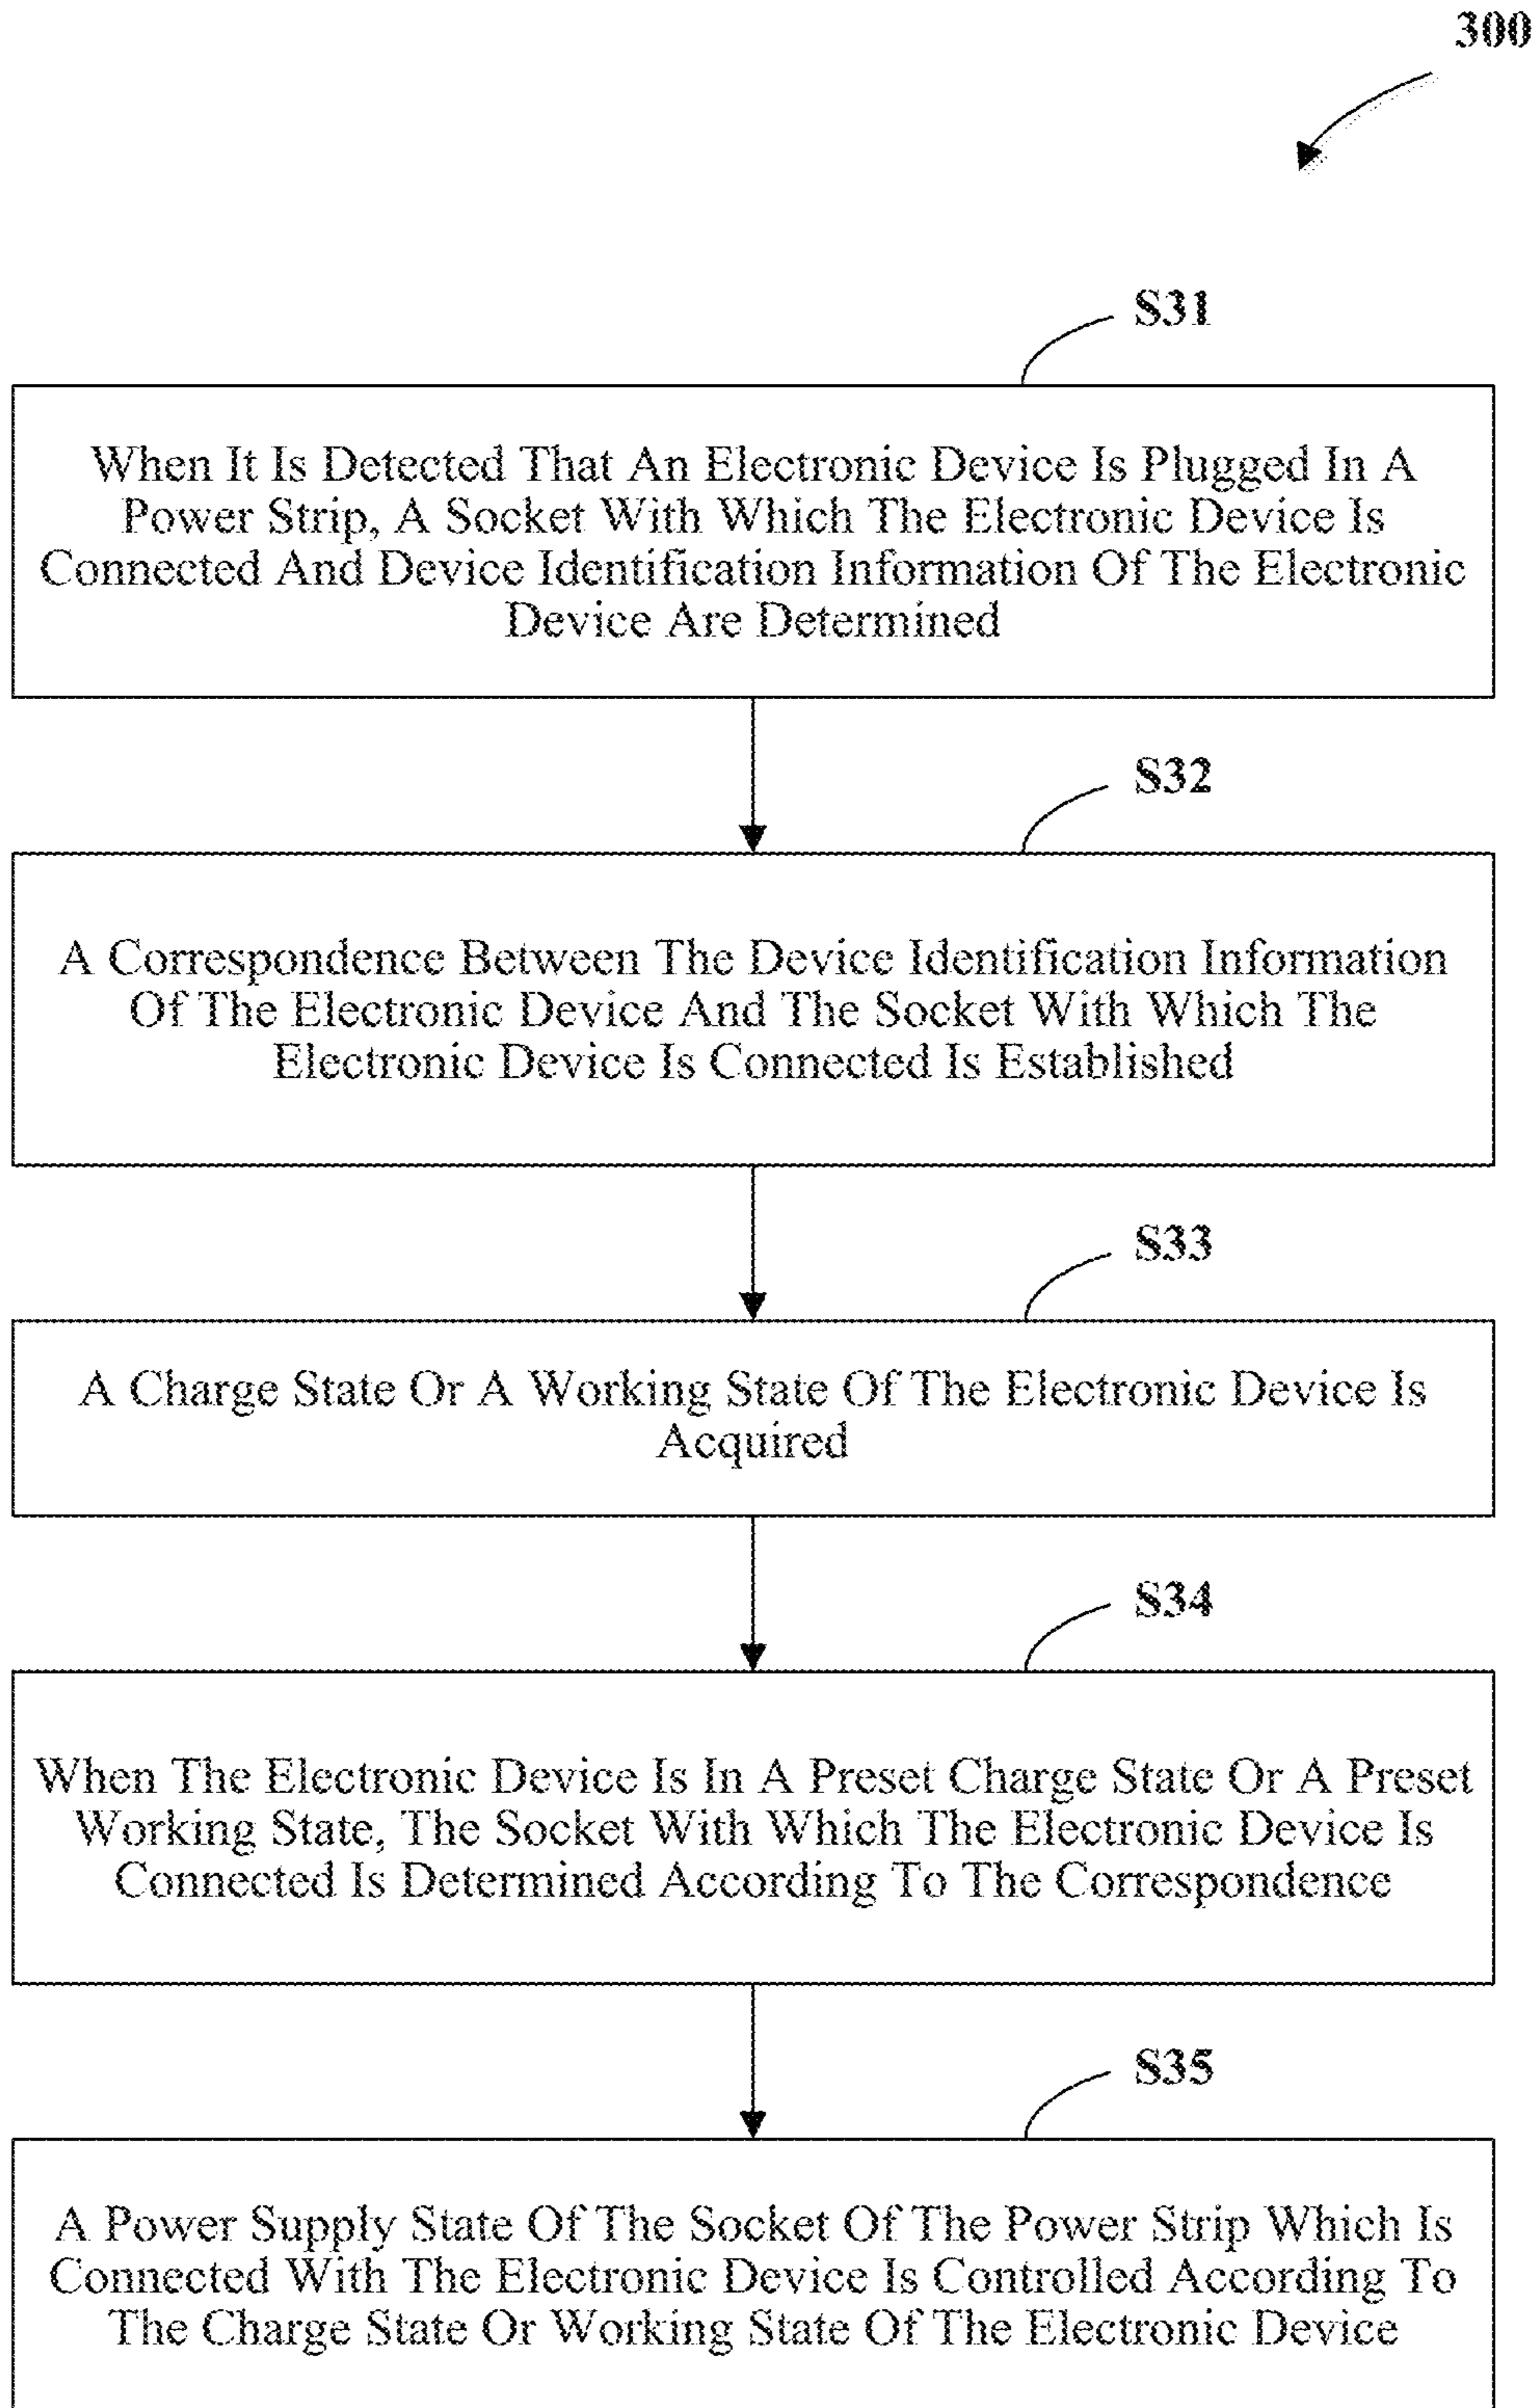 300
S31
When It Is Detected That An Electronic Device Is Plugged In A
Power Strip, A Socket With Which The Electronic Device Is
Connected And Device Identification Information Of The Electronic
Device Are Determined
S32
A Correspondence Between The Device Identification Information
Of The Electronic Device And The Socket With Which The
Electronic Device Is Connected Is Established
S33
A Charge State Or A Working State Of The Electronic Device Is
Acquired
S34
When The Electronic Device Is In A Preset Charge State Or A Preset
Working State, The Socket With Which The Electronic Device Is
Connected Is Determined According To The Correspondence
S35
A Power Supply State Of The Socket Of The Power Strip Which Is
Connected With The Electronic Device Is Controlled According To
The Charge State Or Working State Of The Electronic Device